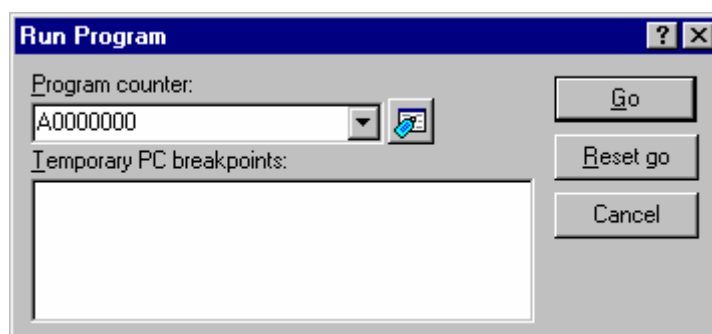 Run Program
Program counter:
A0000000
Temporary PC breakpoints:
Go
Reset go
Cancel